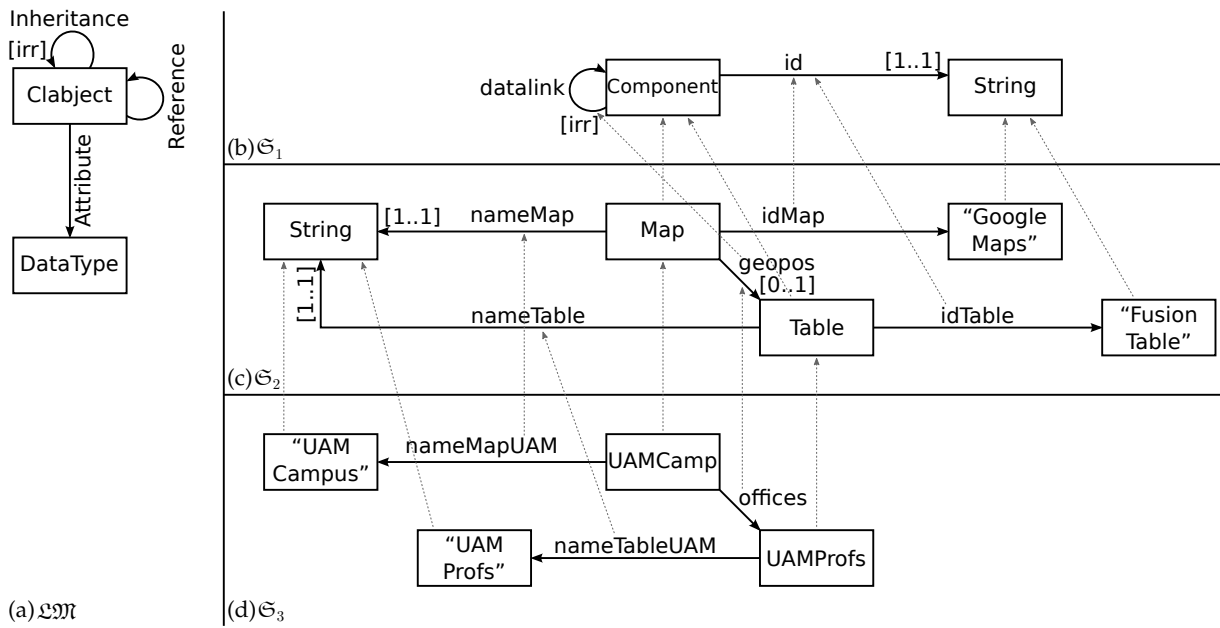 Inheritance
[irr]
Clabject
Reference
Attribute
DataType
(a) 𝔏𝔐
datalink
[irr]
Component
id
[1..1]
String
(b) 𝔖₁
String
[1..1]
nameMap
Map
idMap
“Google
Maps”
geopos
[0..1]
[1..1]
nameTable
Table
idTable
“Fusion
Table”
(c) 𝔖₂
“UAM
Campus”
nameMapUAM
UAMCamp
offices
“UAM
Profs”
nameTableUAM
UAMProfs
(d) 𝔖₃